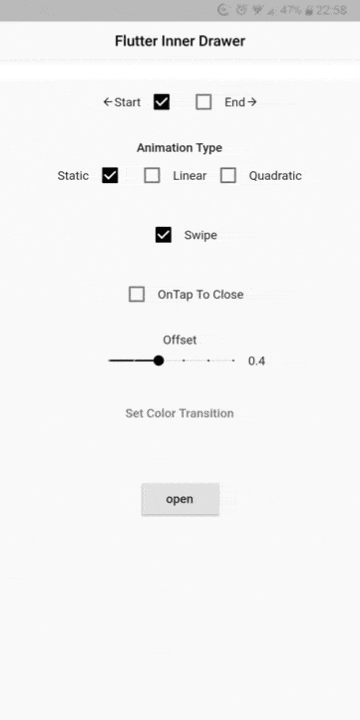 47% 22:58
Flutter Inner Drawer
←Start End→
Animation Type
Static Linear Quadratic
Swipe
OnTap To Close
Offset
0.4
Set Color Transition
open